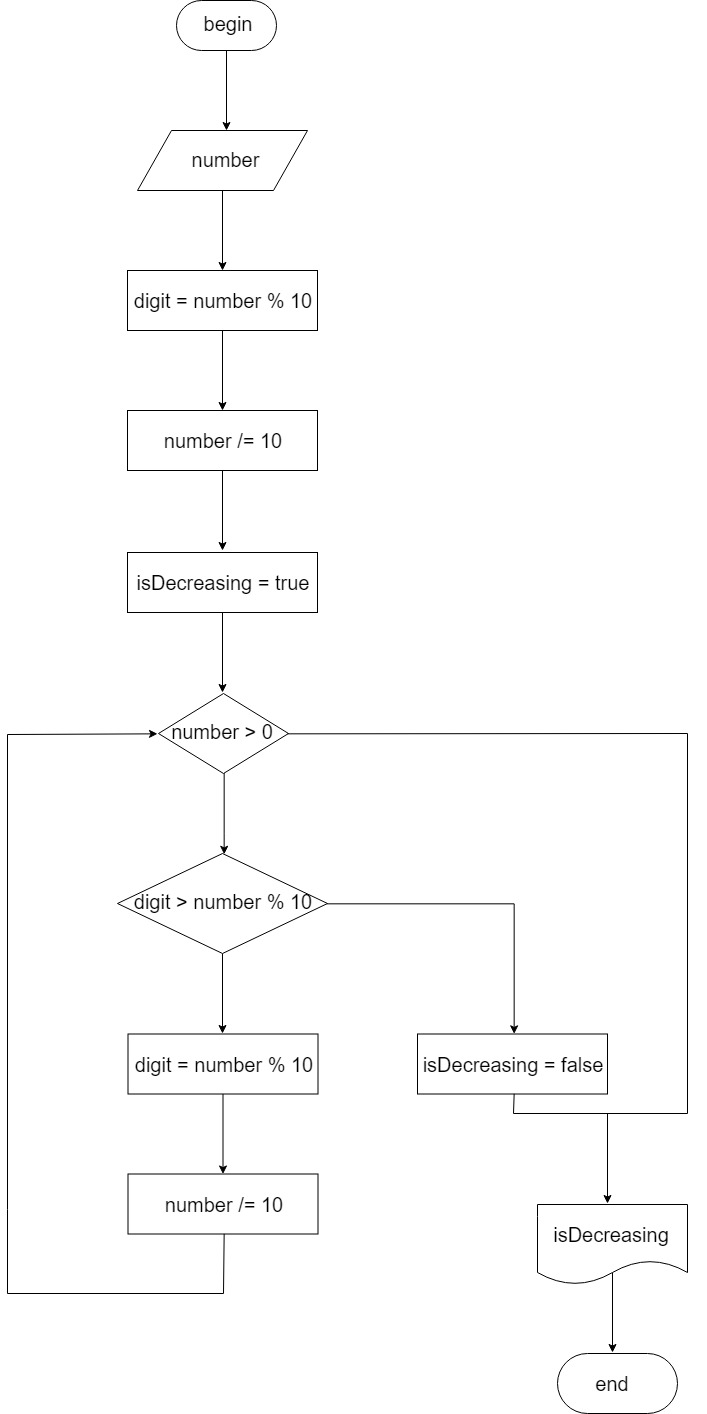 begin
number
digit = number % 10
number /= 10
isDecreasing = true
number > 0
digit > number % 10
digit = number % 10
isDecreasing = false
number /= 10
isDecreasing
end